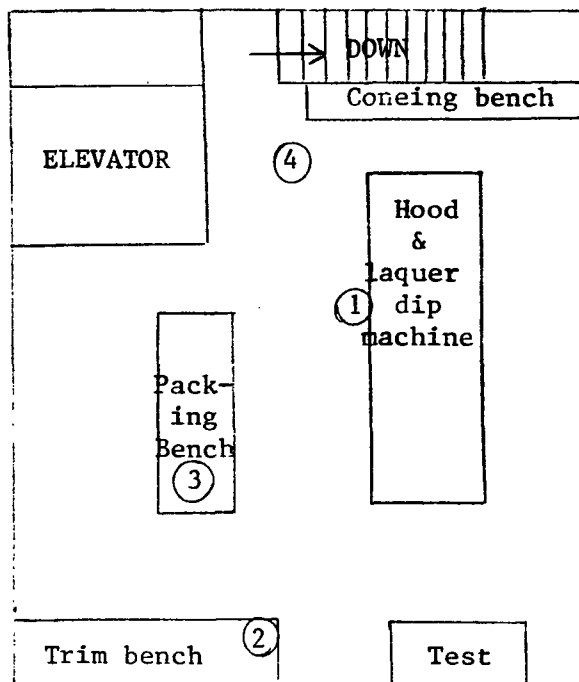 DOWN
Coneing bench
ELEVATOR
4
Hood
&
laquer
dip
machine
1
Pack-
ing
Bench
3
2
Trim bench
Test